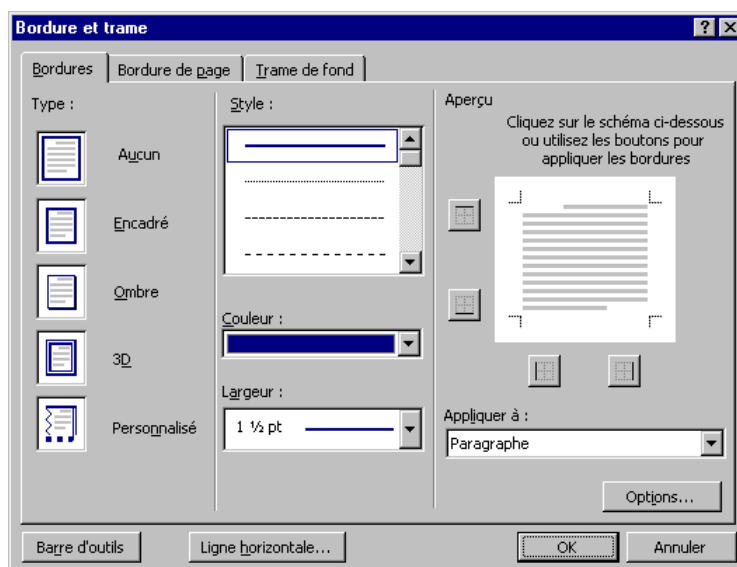 Bordure et trame
Bordures
Bordure de page
Trame de fond
Type :
Aucun
Encadré
Ombre
3D
Personnalisé
Style :
Couleur :
Largeur :
1 ½ pt
Aperçu
Cliquez sur le schéma ci-dessous
ou utilisez les boutons pour
appliquer les bordures
Appliquer à :
Paragraphe
Options...
Barre d'outils
Ligne horizontale...
OK
Annuler